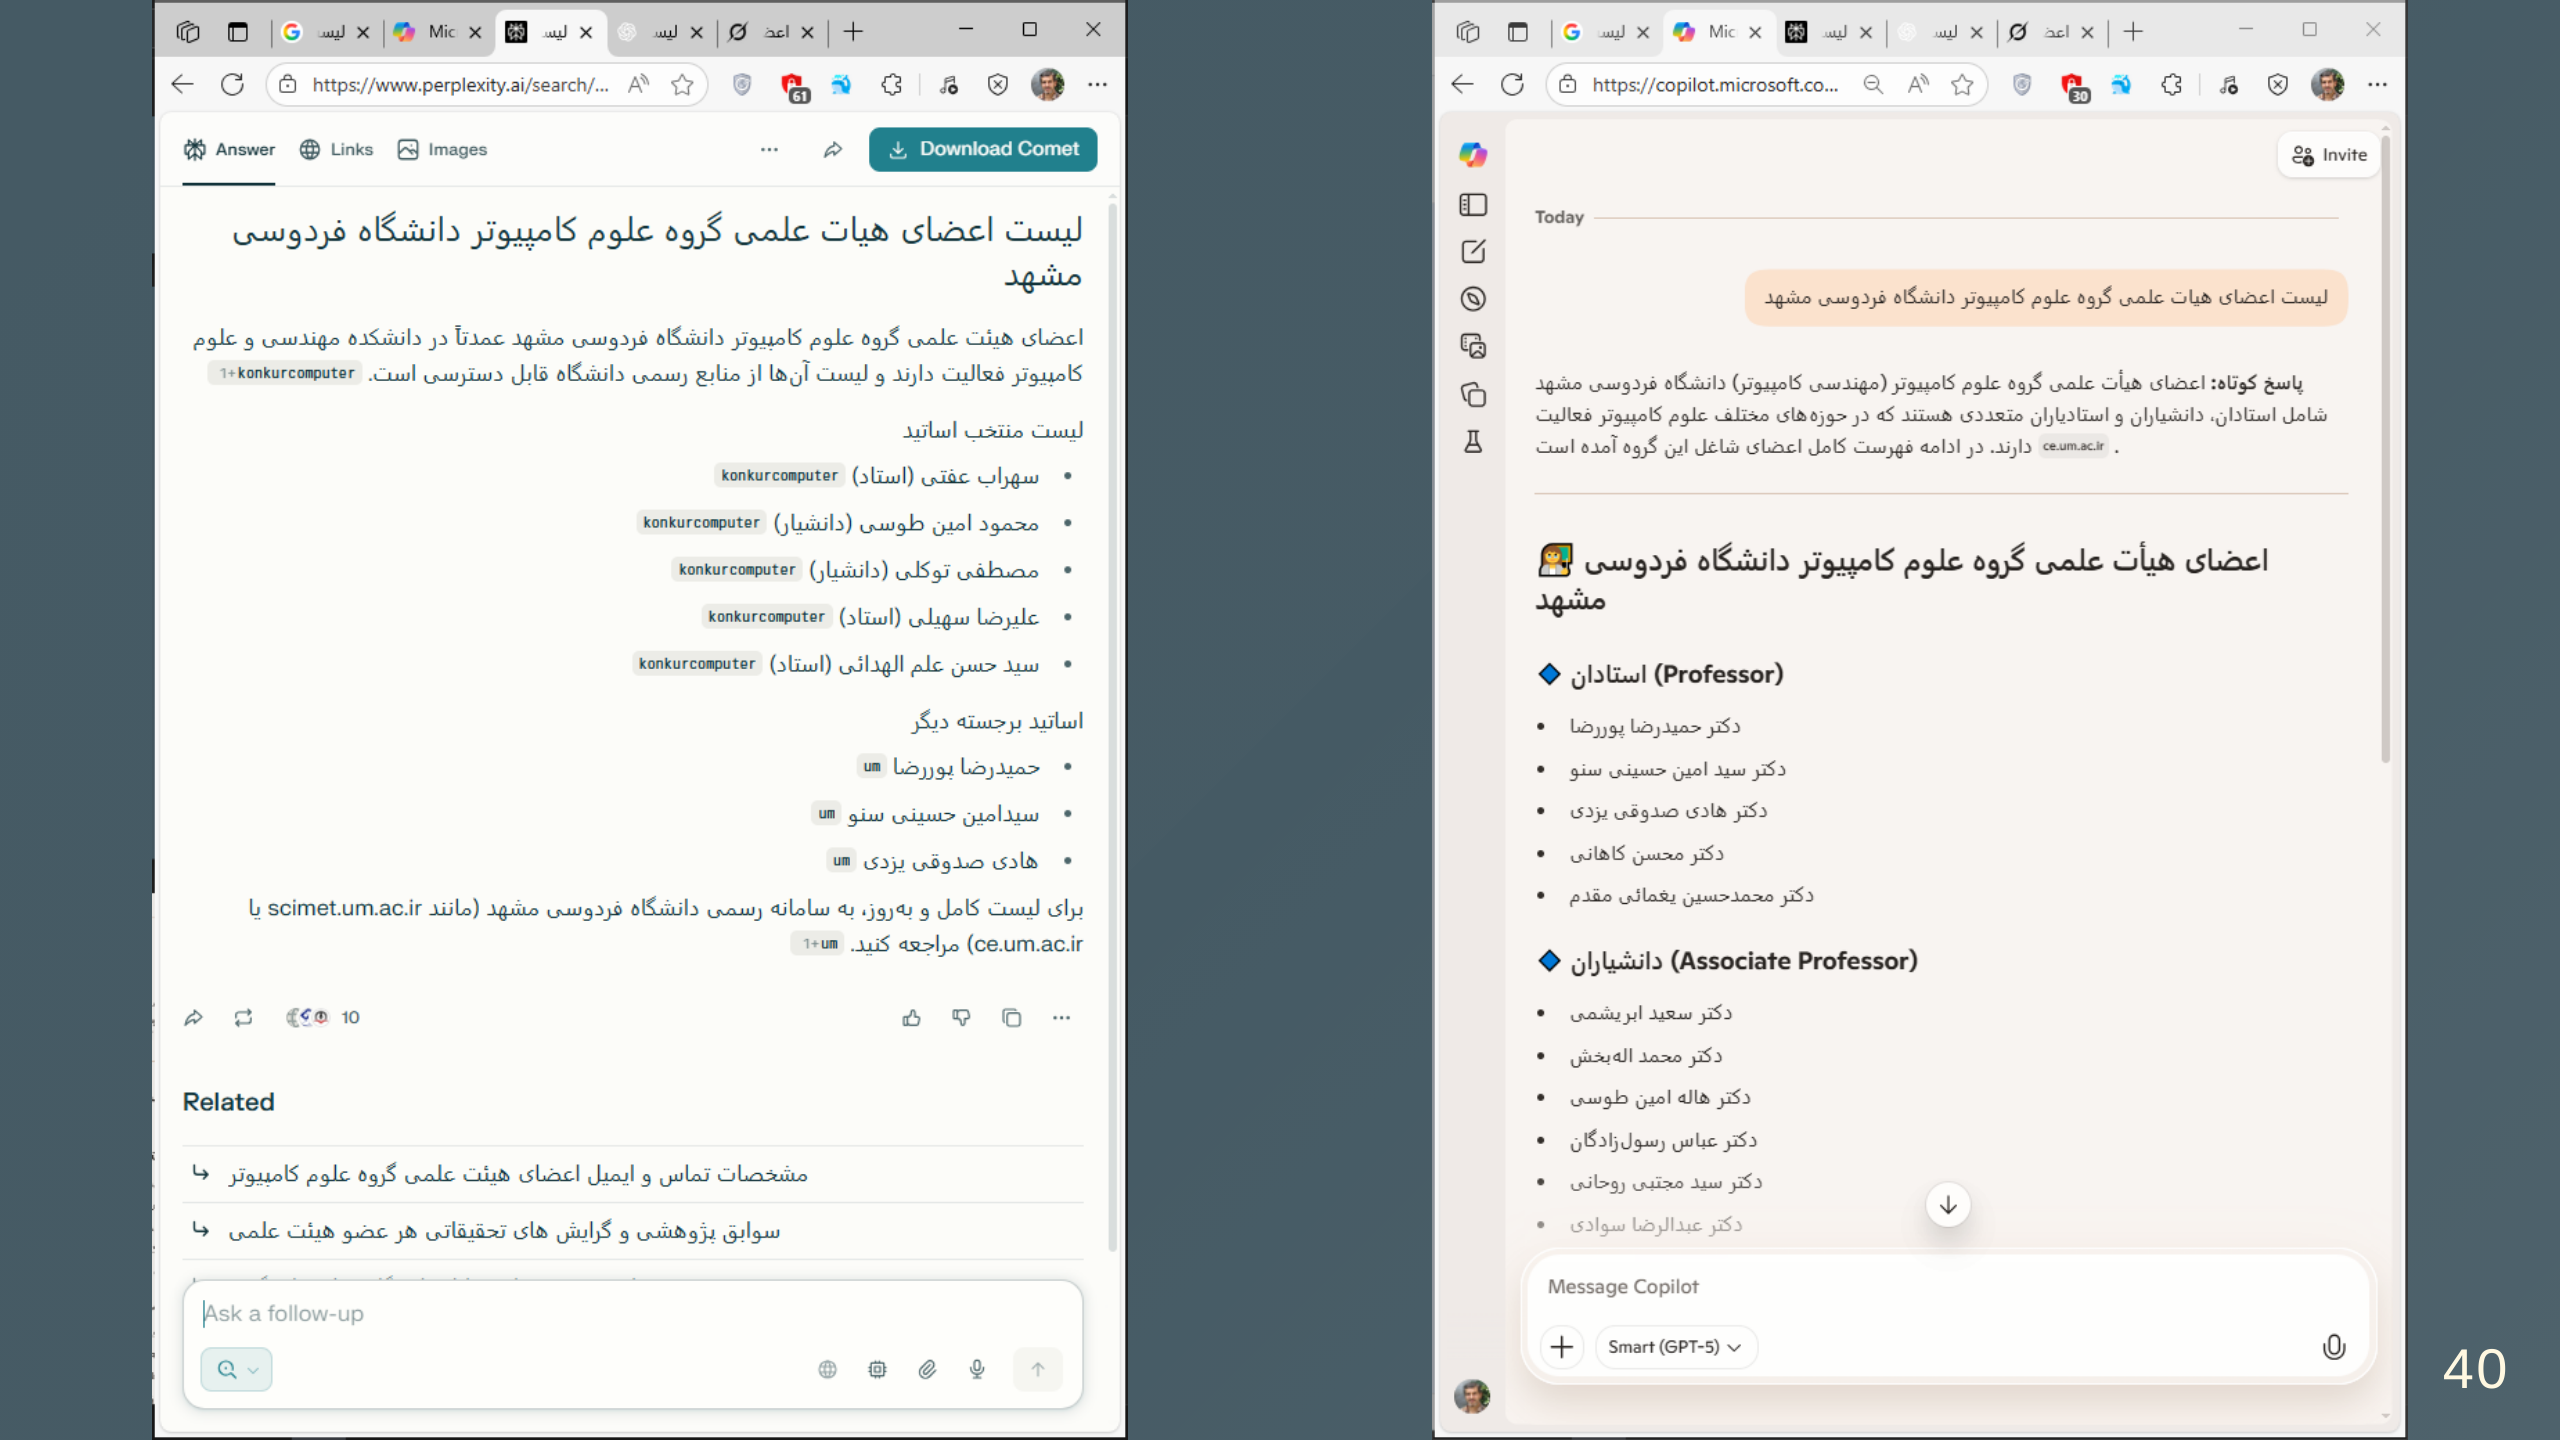 لیس
Mic
لیس
لیس
اعض
https://www.perplexity.ai/search/...
61
Answer
Links
Images
Download Comet
لیست اعضای هیات علمی گروه علوم کامپیوتر دانشگاه فردوسی
مشهد
اعضای هیئت علمی گروه علوم کامپیوتر دانشگاه فردوسی مشهد عمدتاً در دانشکده مهندسی و علوم
کامپیوتر فعالیت دارند و لیست آن‌ها از منابع رسمی دانشگاه قابل دسترسی است. konkurcomputer+1
لیست منتخب اساتید
• سهراب عفتی (استاد) konkurcomputer
• محمود امین طوسی (دانشیار) konkurcomputer
• مصطفی توکلی (دانشیار) konkurcomputer
• علیرضا سهیلی (استاد) konkurcomputer
• سید حسن علم الهدائی (استاد) konkurcomputer
اساتید برجسته دیگر
• حمیدرضا پوررضا um
• سیدامین حسینی سنو um
• هادی صدوقی یزدی um
برای لیست کامل و به‌روز، به سامانه رسمی دانشگاه فردوسی مشهد (مانند scimet.um.ac.ir یا
ce.um.ac.ir) مراجعه کنید. um+1
10
Related
مشخصات تماس و ایمیل اعضای هیئت علمی گروه علوم کامپیوتر
سوابق پژوهشی و گرایش های تحقیقاتی هر عضو هیئت علمی
Ask a follow-up
لیس
Mic
لیس
لیس
اعض
https://copilot.microsoft.co...
30
Invite
Today
لیست اعضای هیات علمی گروه علوم کامپیوتر دانشگاه فردوسی مشهد
پاسخ کوتاه: اعضای هیأت علمی گروه علوم کامپیوتر (مهندسی کامپیوتر) دانشگاه فردوسی مشهد
شامل استادان، دانشیاران و استادیاران متعددی هستند که در حوزه‌های مختلف علوم کامپیوتر فعالیت
دارند. در ادامه فهرست کامل اعضای شاغل این گروه آمده است ce.um.ac.ir .
اعضای هیأت علمی گروه علوم کامپیوتر دانشگاه فردوسی
مشهد
استادان (Professor)
• دکتر حمیدرضا پوررضا
• دکتر سید امین حسینی سنو
• دکتر هادی صدوقی یزدی
• دکتر محسن کاهانی
• دکتر محمدحسین یغمائی مقدم
دانشیاران (Associate Professor)
• دکتر سعید ابریشمی
• دکتر محمد اله‌بخش
• دکتر هاله امین طوسی
• دکتر عباس رسول‌زادگان
• دکتر سید مجتبی روحانی
• دکتر عبدالرضا سوادی
Message Copilot
Smart (GPT-5)
40